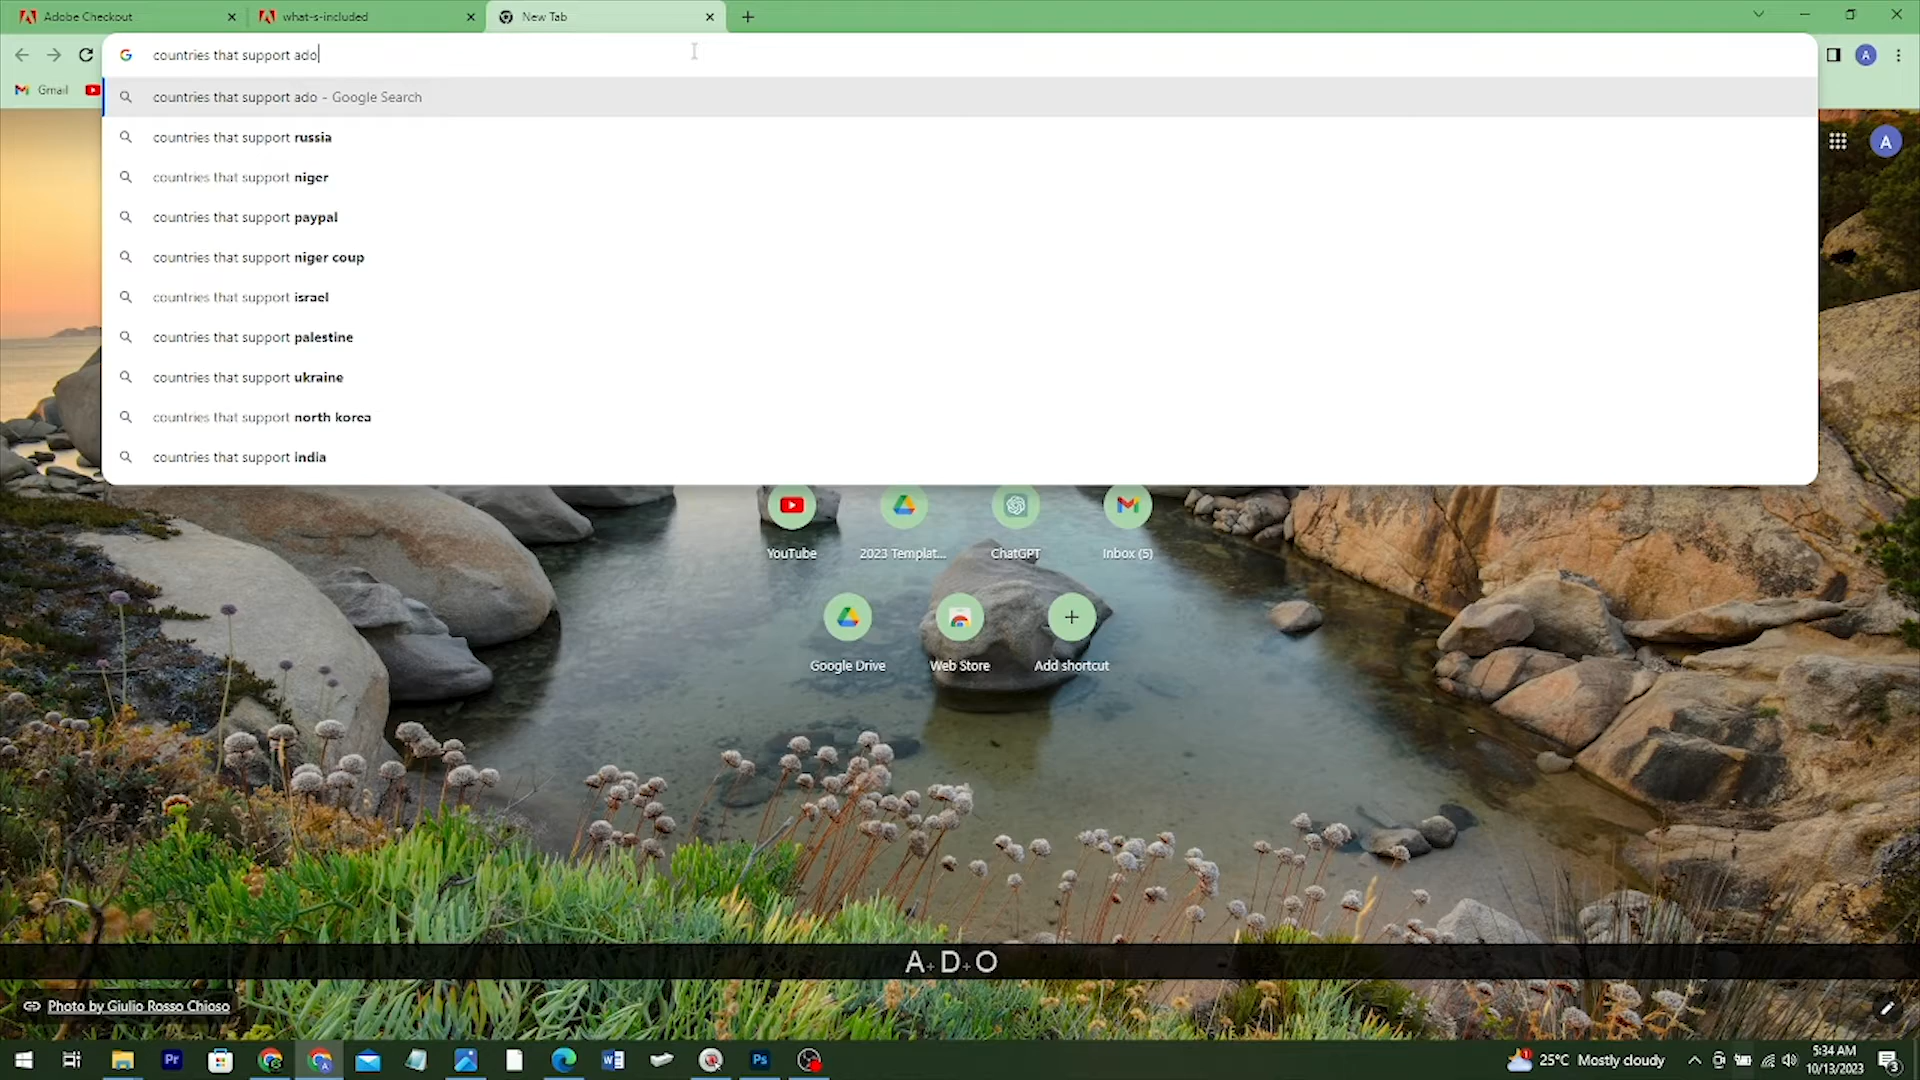 Adobe Checkout
what-s-included
New Tab
countries that support ado
Gmail
countries that support ado - Google Search
countries that support russia
countries that support niger
countries that support paypal
countries that support niger coup
countries that support israel
countries that support palestine
countries that support ukraine
countries that support north korea
countries that support india
A
A
YouTube
2023 Templat...
ChatGPT
Inbox (5)
Google Drive
Web Store
Add shortcut
A+D+O
Photo by Giulio Rosso Chioso
Pr
Ps
25°C Mostly cloudy
5:34 AM
10/13/2023
3